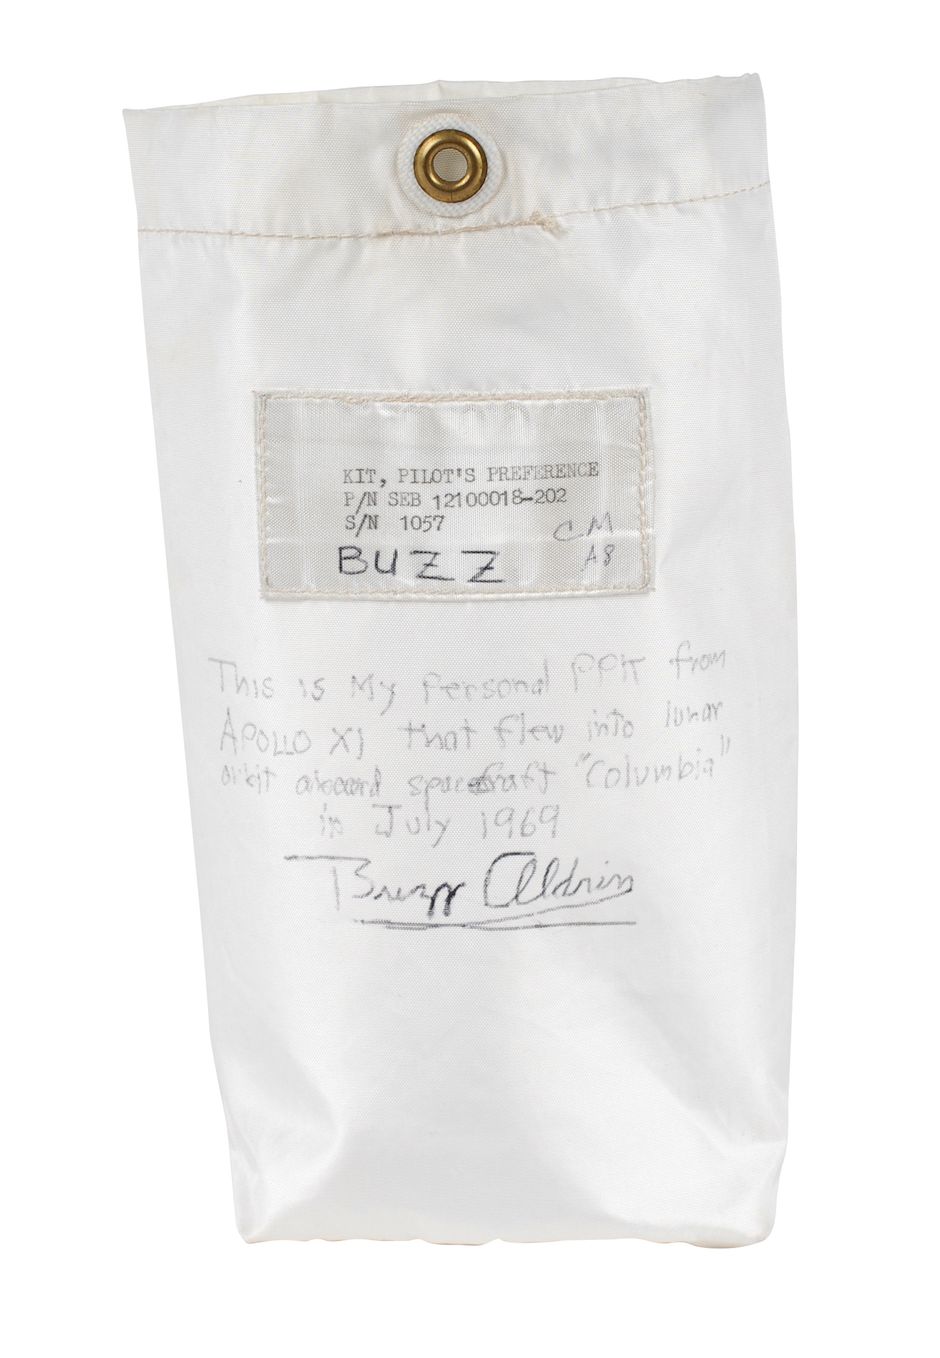 KIT, PILOT'S PREFERENCE
P/N SEB 12100018-202
S/N 1057
CM
BUZZ
A8
This is My Personal PPK from
APOLLO XI that flew into lunar
orbit aboard spacecraft "Columbia"
in July 1969
Buzz Aldrin